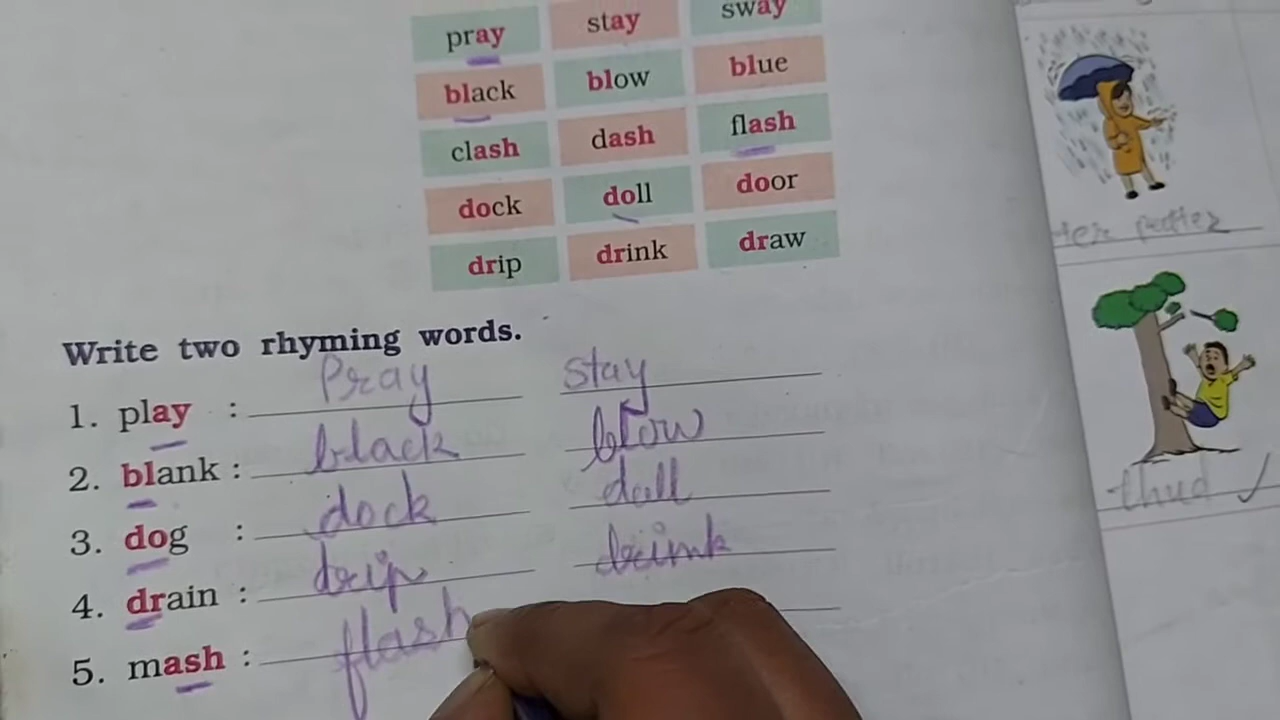 pray stay sway
black blow blue
clash dash flash
dock doll door
drip drink draw
Write two rhyming words.
1. play : Pray stay
2. blank : black blow
3. dog : dock doll
4. drain : drip drink
5. mash : flash
patter
thud